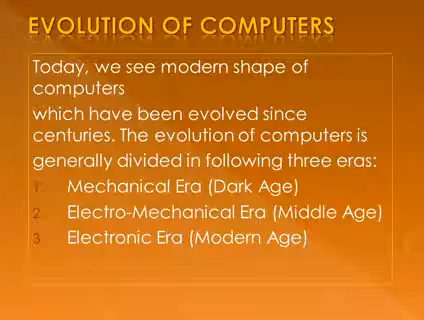 EVOLUTION OF COMPUTERS
Today, we see modern shape of
computers
which have been evolved since
centuries. The evolution of computers is
generally divided in following three eras:
1. Mechanical Era (Dark Age)
2. Electro-Mechanical Era (Middle Age)
3. Electronic Era (Modern Age)